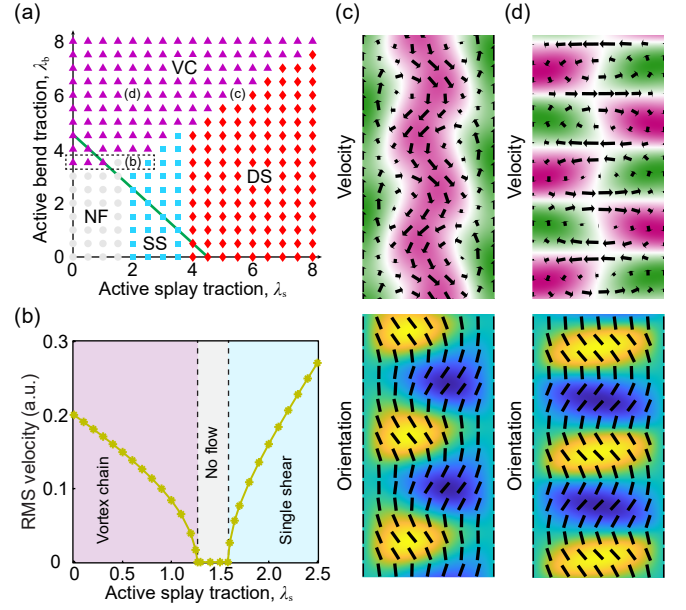 (a)
8
6
4
2
0
Active bend traction, λb
VC
(d)
(c)
(b)
NF
SS
DS
0
2
4
6
8
Active splay traction, λs
(b)
0.3
0.2
0.1
0
RMS velocity (a.u.)
Vortex chain
No flow
Single shear
0.0
0.5
1.0
1.5
2.0
2.5
Active splay traction, λs
(c)
Velocity
Orientation
(d)
Velocity
Orientation